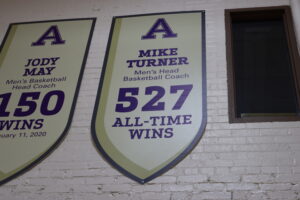 A
JODY
MAY
Men's Basketball
Head Coach
150
WINS
uary 11, 2020
A
MIKE
TURNER
Men's Head
Basketball Coach
527
ALL-TIME
WINS